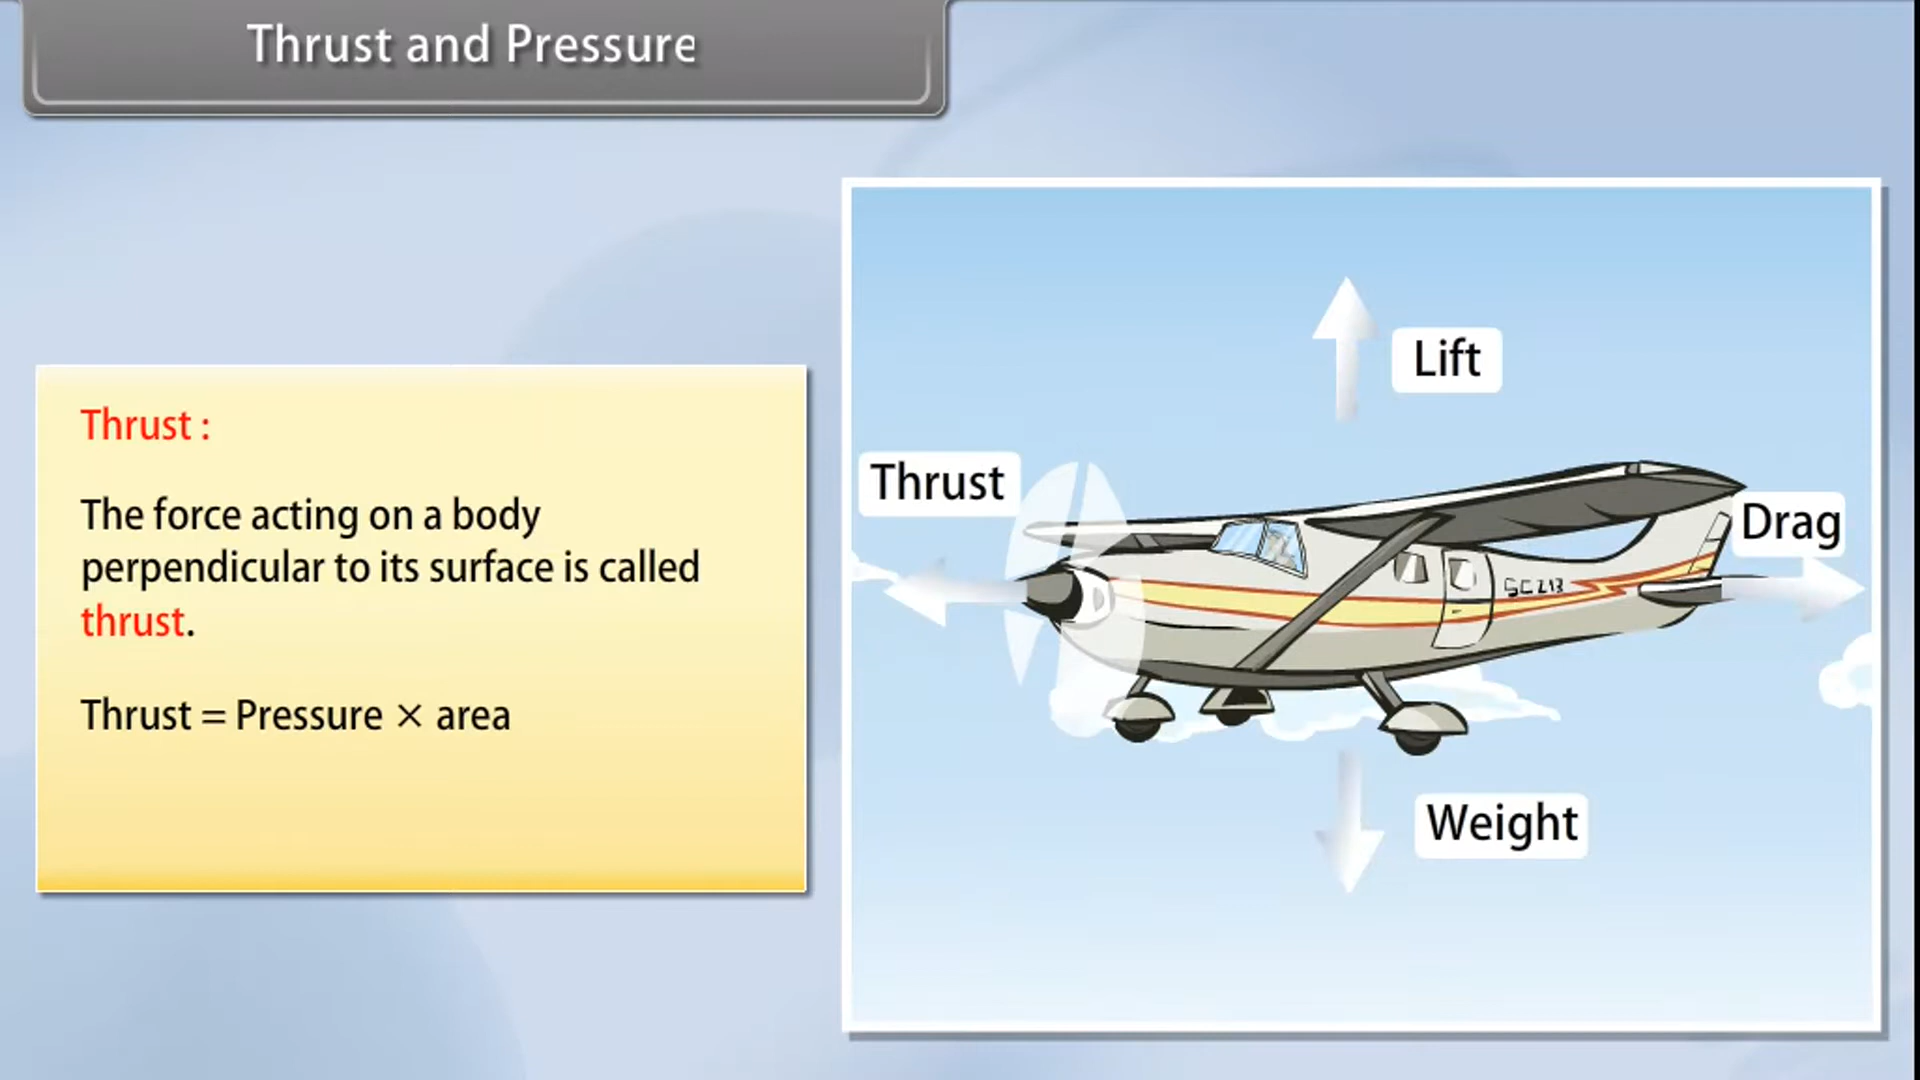 Thrust and Pressure
Thrust :
The force acting on a body
perpendicular to its surface is called
thrust.
Thrust = Pressure × area
Lift
Thrust
Drag
Weight